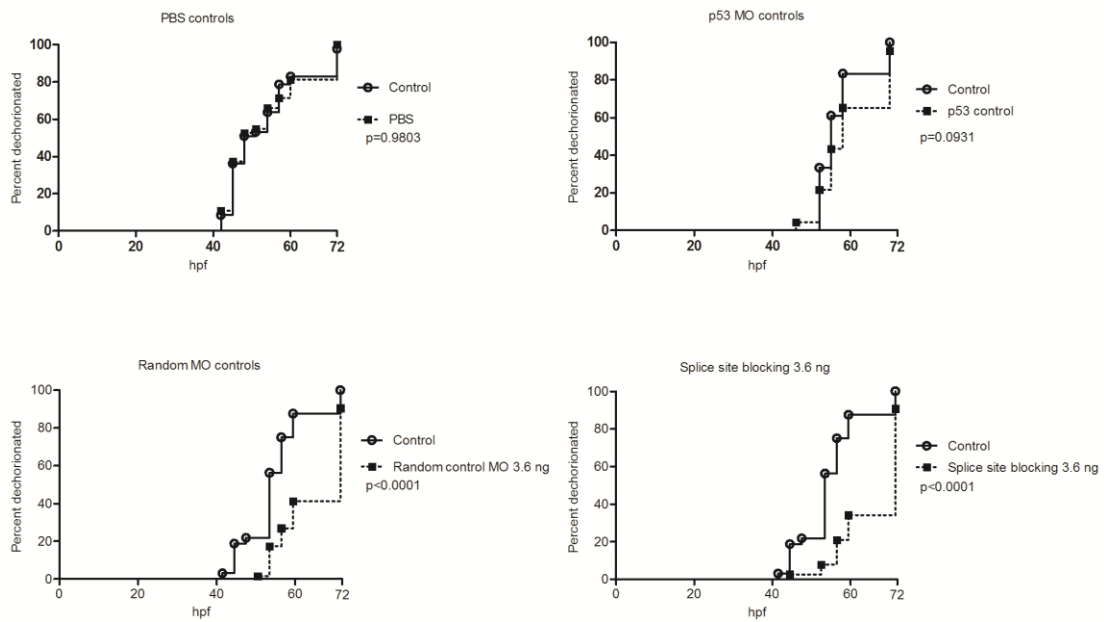 PBS controls
Percent dechorionated
100
80
60
40
20
0
0 20 40 60 72
hpf
Control
PBS
p=0.9803
p53 MO controls
Percent dechorionated
100
80
60
40
20
0
0 20 40 60 72
hpf
Control
p53 control
p=0.0931
Random MO controls
Percent dechorionated
100
80
60
40
20
0
0 20 40 60 72
hpf
Control
Random control MO 3.6 ng
p<0.0001
Splice site blocking 3.6 ng
Percent dechorionated
100
80
60
40
20
0
0 20 40 60 72
hpf
Control
Splice site blocking 3.6 ng
p<0.0001